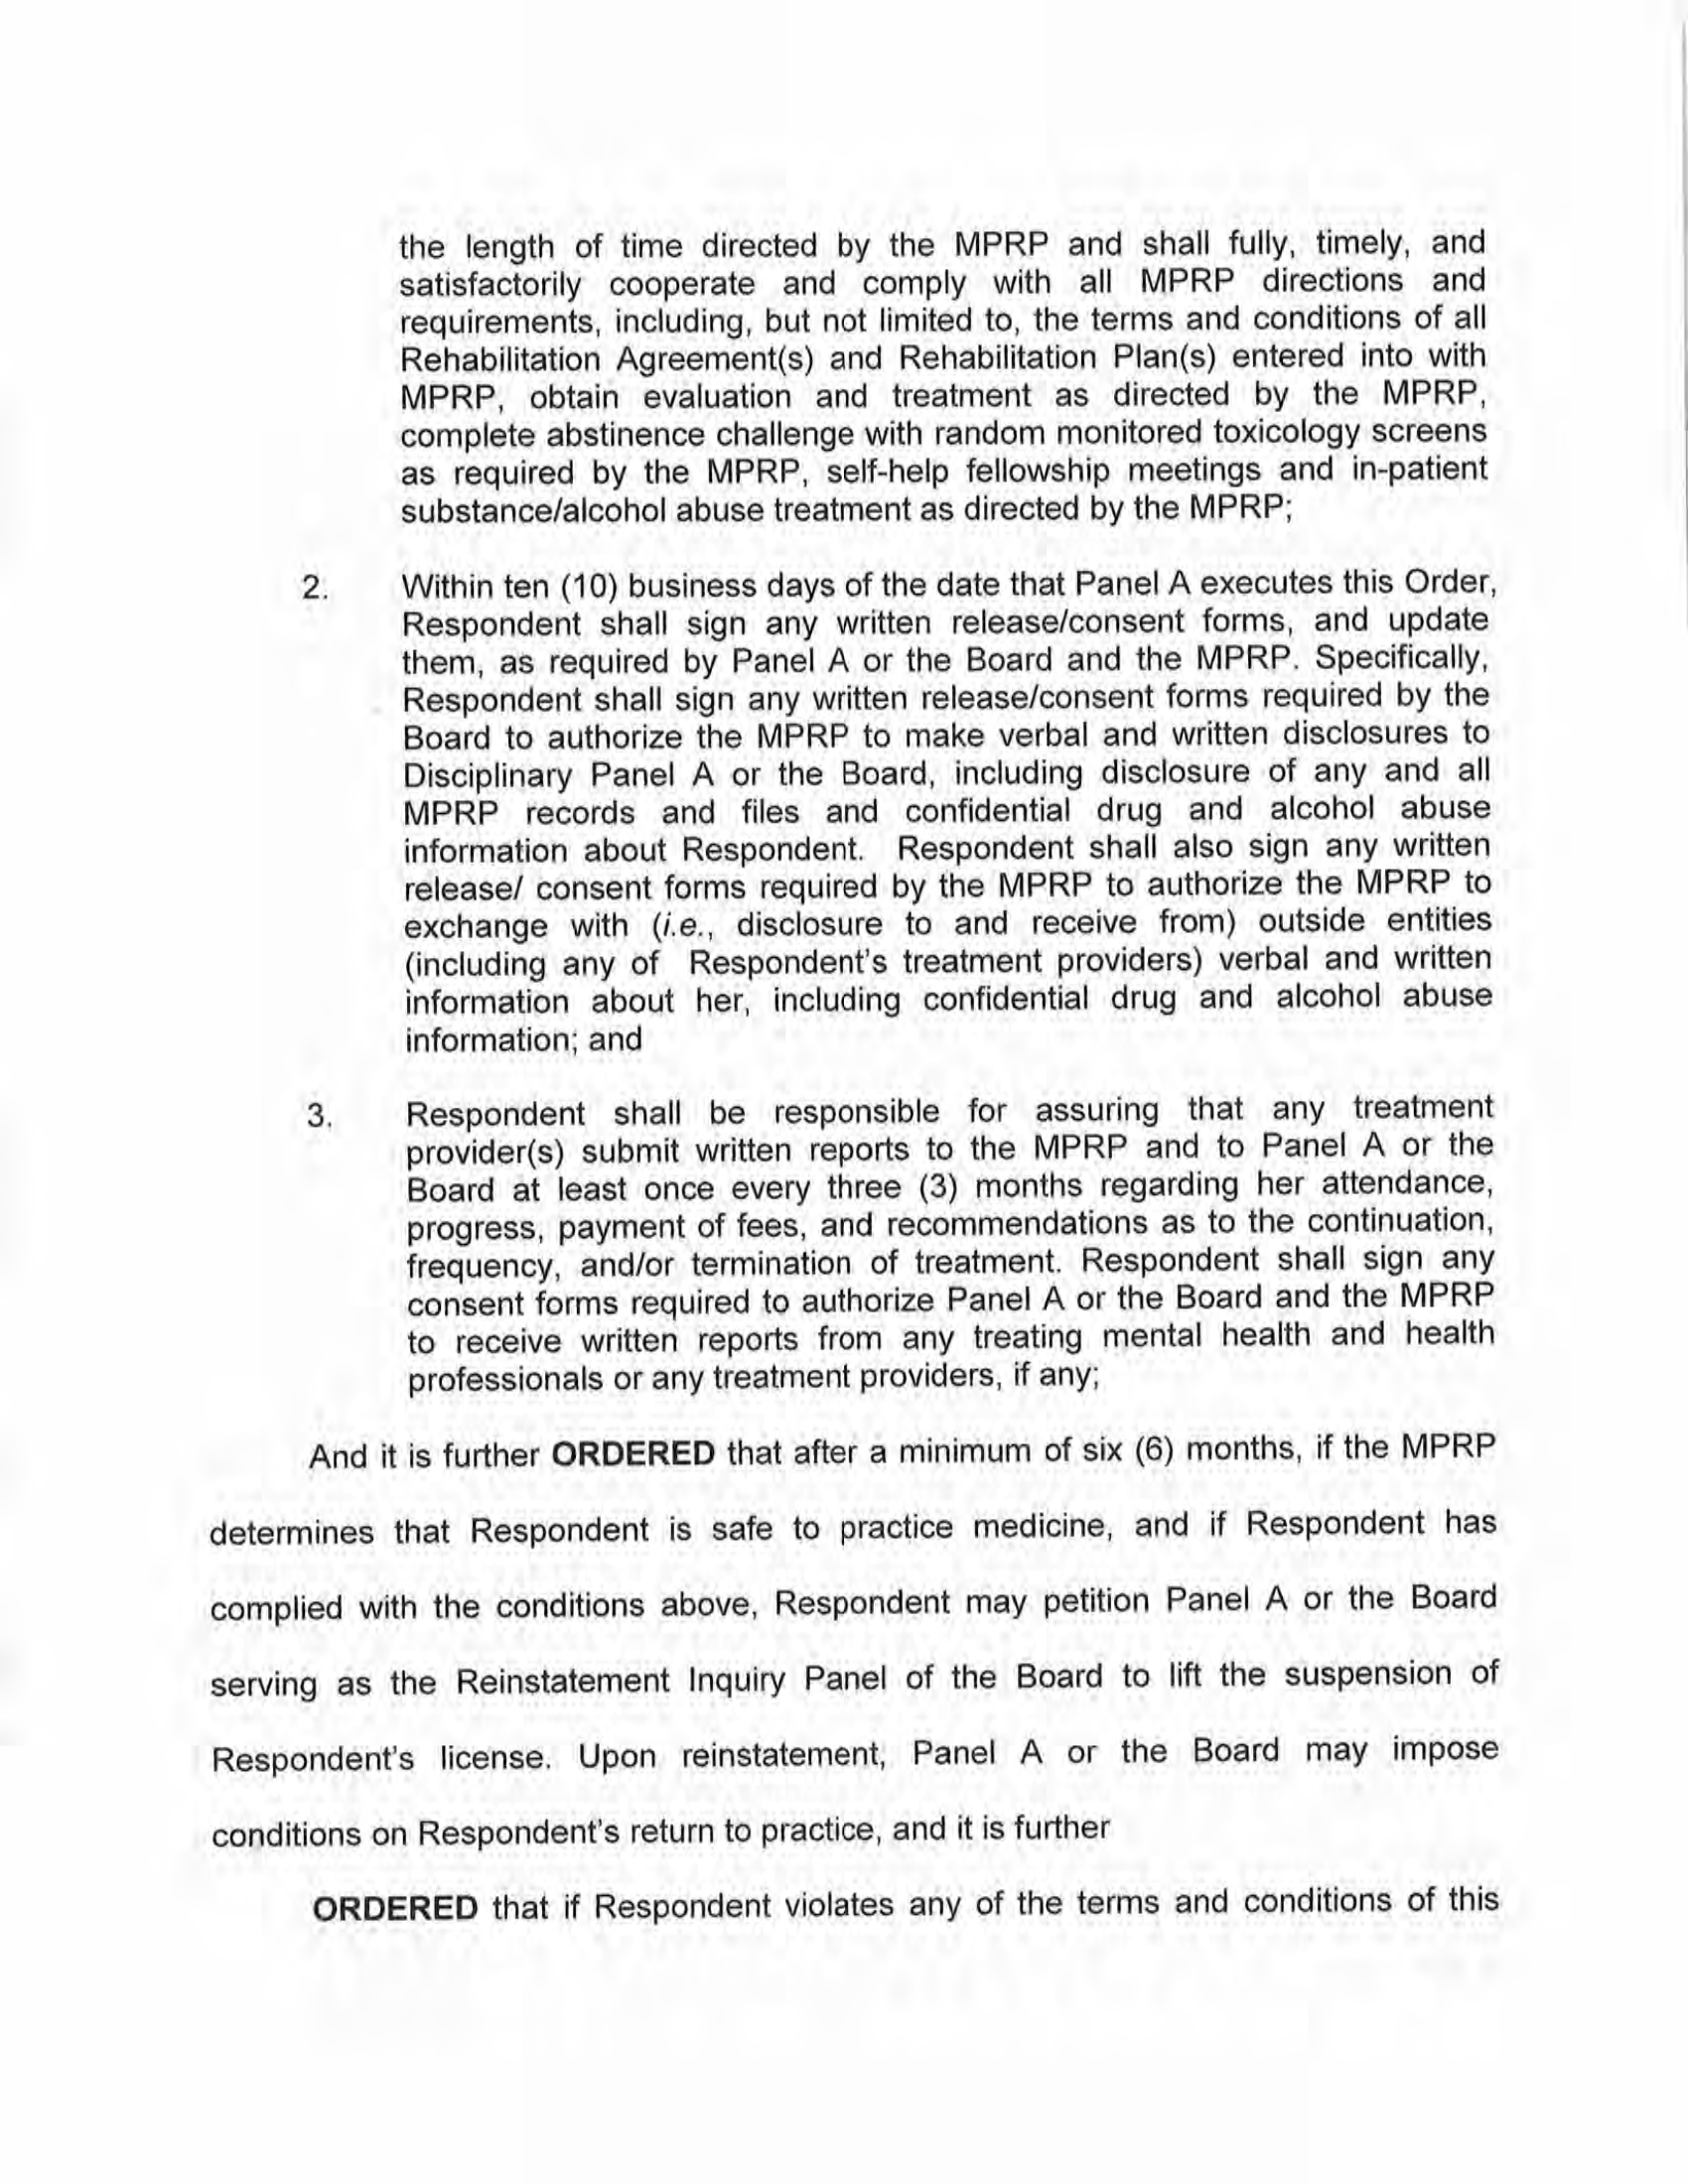 the length of time directed by the MPRP and shall fully, timely, and
satisfactorily cooperate and comply with all MPRP directions and
requirements, including, but not limited to, the terms and conditions of all
Rehabilitation Agreement(s) and Rehabilitation Plan(s) entered into with
MPRP, obtain evaluation and treatment as directed by the MPRP,
complete abstinence challenge with random monitored toxicology screens
as required by the MPRP, self-help fellowship meetings and in-patient
substance/alcohol abuse treatment as directed by the MPRP;
2. Within ten (10) business days of the date that Panel A executes this Order,
Respondent shall sign any written release/consent forms, and update
them, as required by Panel A or the Board and the MPRP. Specifically,
Respondent shall sign any written release/consent forms required by the
Board to authorize the MPRP to make verbal and written disclosures to
Disciplinary Panel A or the Board, including disclosure of any and all
MPRP records and files and confidential drug and alcohol abuse
information about Respondent. Respondent shall also sign any written
release/ consent forms required by the MPRP to authorize the MPRP to
exchange with (i.e., disclosure to and receive from) outside entities
(including any of Respondent's treatment providers) verbal and written
information about her, including confidential drug and alcohol abuse
information; and
3. Respondent shall be responsible for assuring that any treatment
provider(s) submit written reports to the MPRP and to Panel A or the
Board at least once every three (3) months regarding her attendance,
progress, payment of fees, and recommendations as to the continuation,
frequency, and/or termination of treatment. Respondent shall sign any
consent forms required to authorize Panel A or the Board and the MPRP
to receive written reports from any treating mental health and health
professionals or any treatment providers, if any;
And it is further ORDERED that after a minimum of six (6) months, if the MPRP
determines that Respondent is safe to practice medicine, and if Respondent has
complied with the conditions above, Respondent may petition Panel A or the Board
serving as the Reinstatement Inquiry Panel of the Board to lift the suspension of
Respondent's license. Upon reinstatement, Panel A or the Board may impose
conditions on Respondent's return to practice, and it is further
ORDERED that if Respondent violates any of the terms and conditions of this